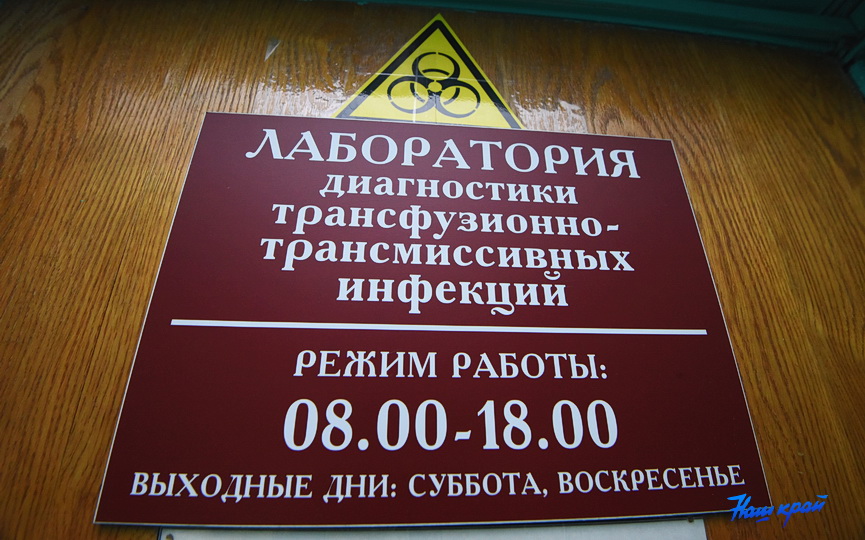 ЛАБОРАТОРИЯ
диагностики
трансфузионно-
трансмиссивных
инфекций
РЕЖИМ РАБОТЫ:
08.00-18.00
ВЫХОДНЫЕ ДНИ: СУББОТА, ВОСКРЕСЕНЬЕ
Наш край